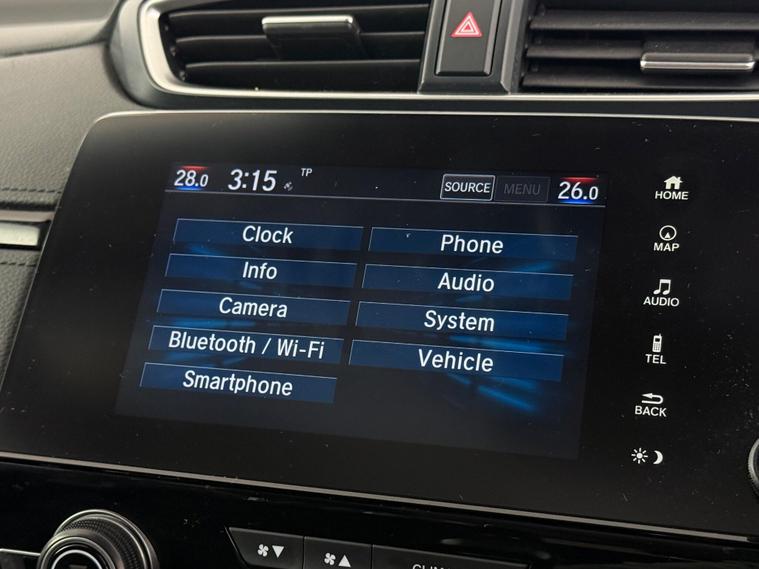 28.0 3:15 TP SOURCE MENU 26.0
Clock
Phone
Info
Audio
Camera
System
Bluetooth / Wi-Fi
Vehicle
Smartphone
HOME
MAP
AUDIO
TEL
BACK